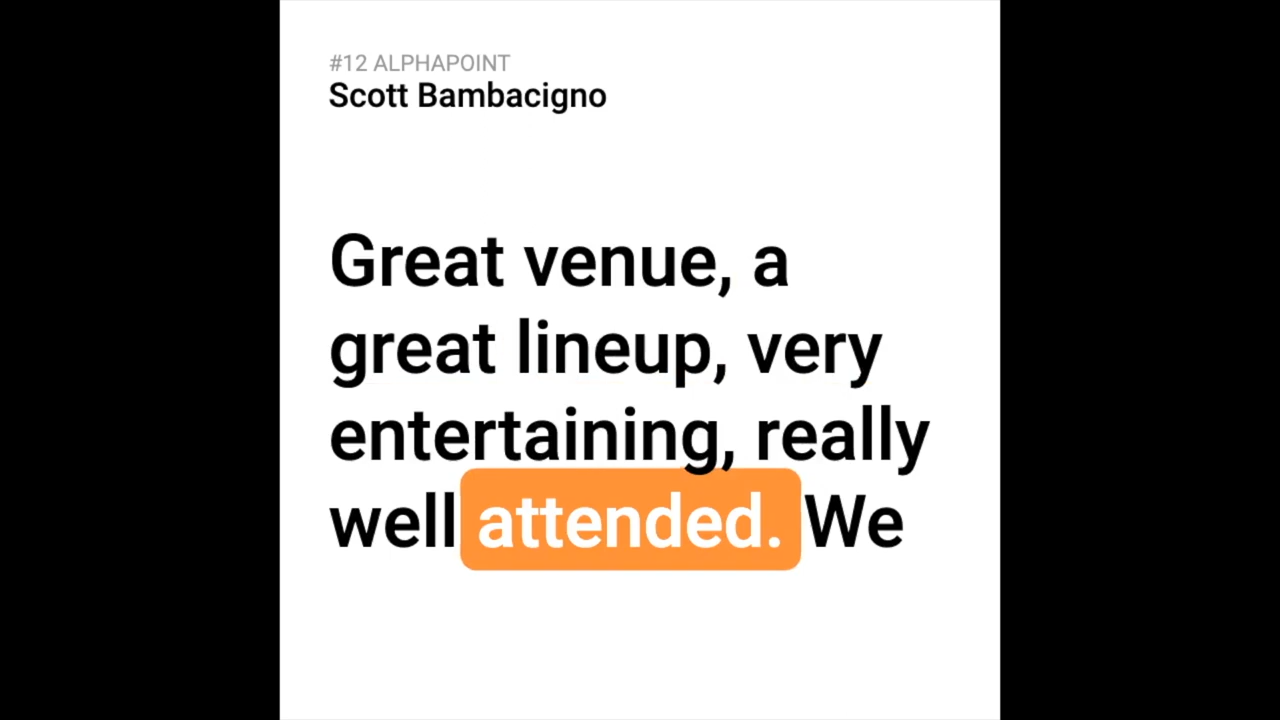 #12 ALPHAPOINT
Scott Bambacigno
Great venue, a
great lineup, very
entertaining, really
well attended. We